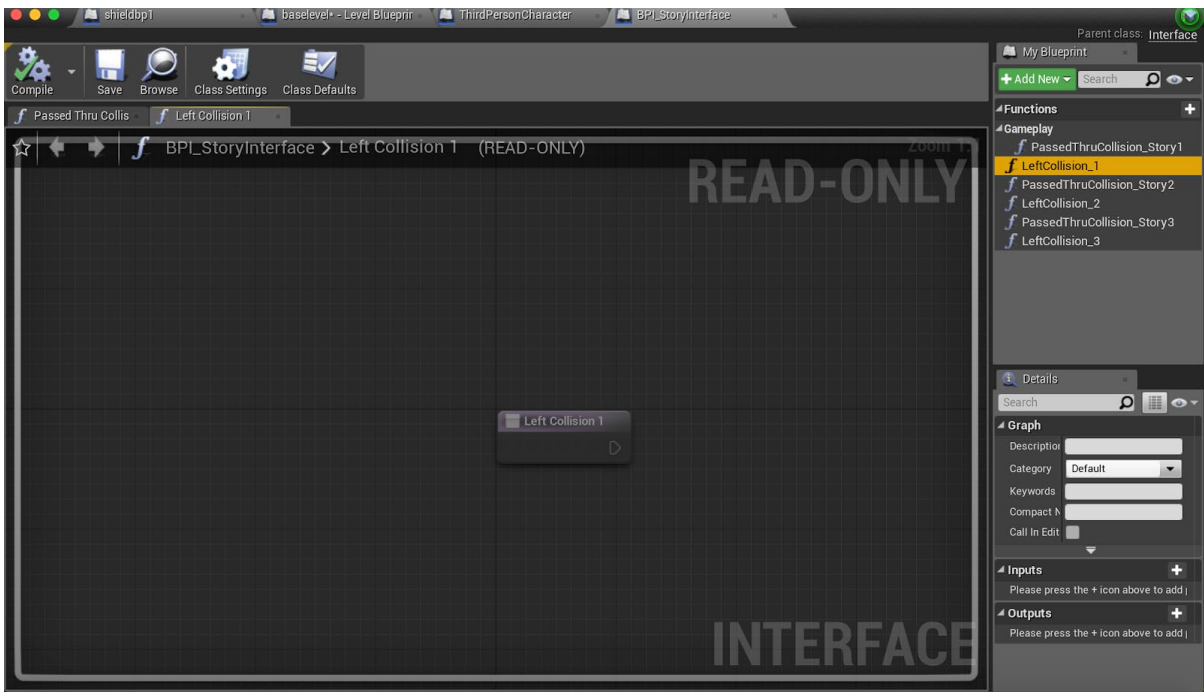 shieldbp1
baselevel• - Level Blueprir
ThirdPersonCharacter
BPI_StoryInterface
Parent class: Interface
Compile
Save
Browse
Class Settings
Class Defaults
My Blueprint
Add New
Search
Passed Thru Collis
Left Collision 1
BPI_StoryInterface > Left Collision 1 (READ-ONLY)
Zoom
READ-ONLY
Functions
Gameplay
PassedThruCollision_Story1
LeftCollision_1
PassedThruCollision_Story2
LeftCollision_2
PassedThruCollision_Story3
LeftCollision_3
Left Collision 1
INTERFACE
Details
Search
Graph
Description
Category Default
Keywords
Compact N
Call In Edit
Inputs
Please press the + icon above to add
Outputs
Please press the + icon above to add